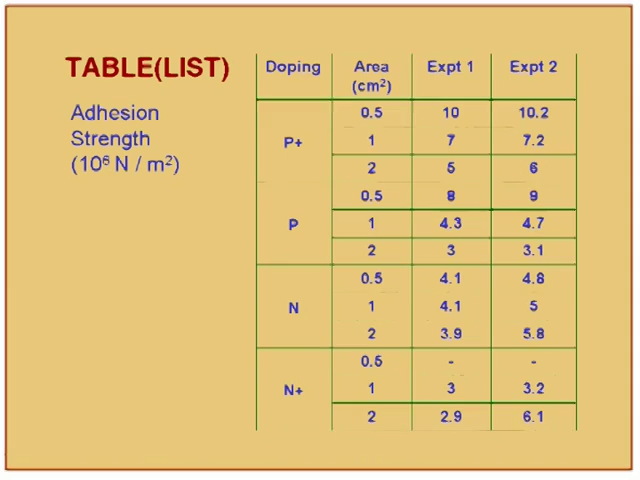 TABLE(LIST)
Adhesion
Strength
(10⁶ N / m²)
Doping Area (cm²) Expt 1 Expt 2
P+ 0.5 10 10.2
1 7 7.2
2 5 6
P 0.5 8 9
1 4.3 4.7
2 3 3.1
N 0.5 4.1 4.8
1 4.1 5
2 3.9 5.8
N+ 0.5 - -
1 3 3.2
2 2.9 6.1